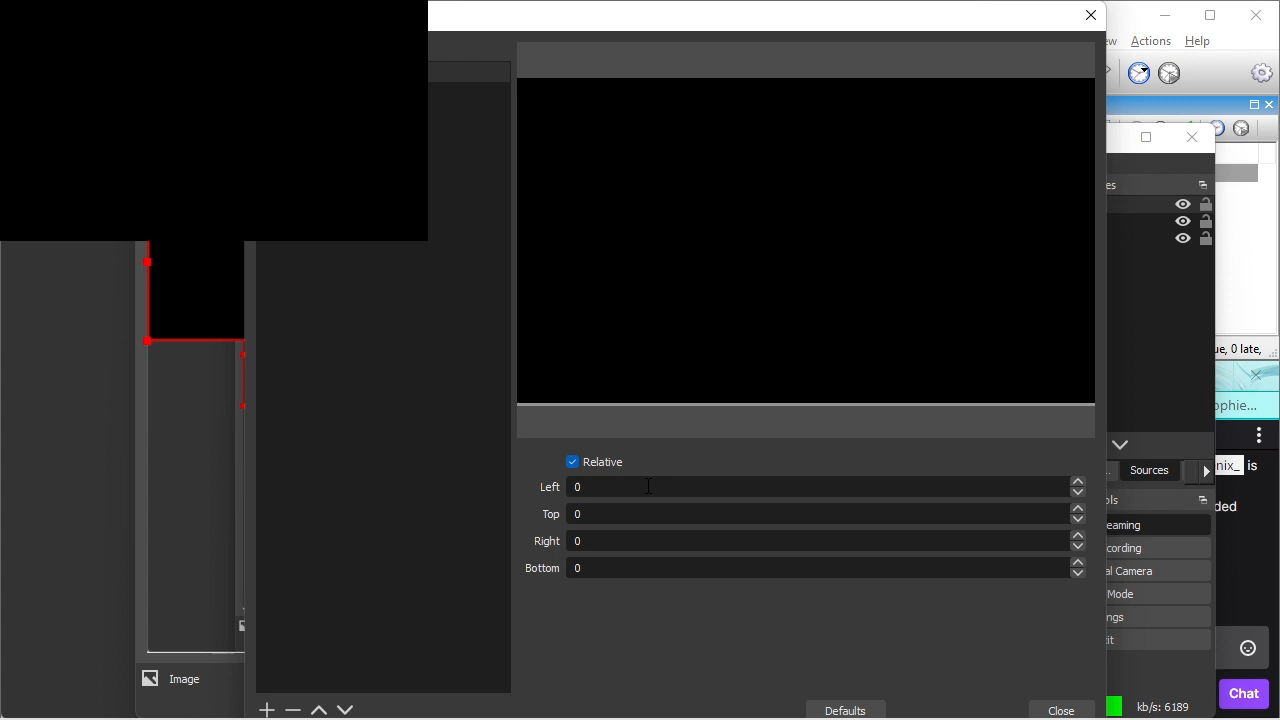 ew Actions Help
es
ue, 0 late,
ophie...
nix_ is
ded
Relative
Left 0
Top 0
Right 0
Bottom 0
Sources
ols
eaming
cording
al Camera
Mode
ngs
it
Image
Defaults
Close
kb/s: 6189
Chat